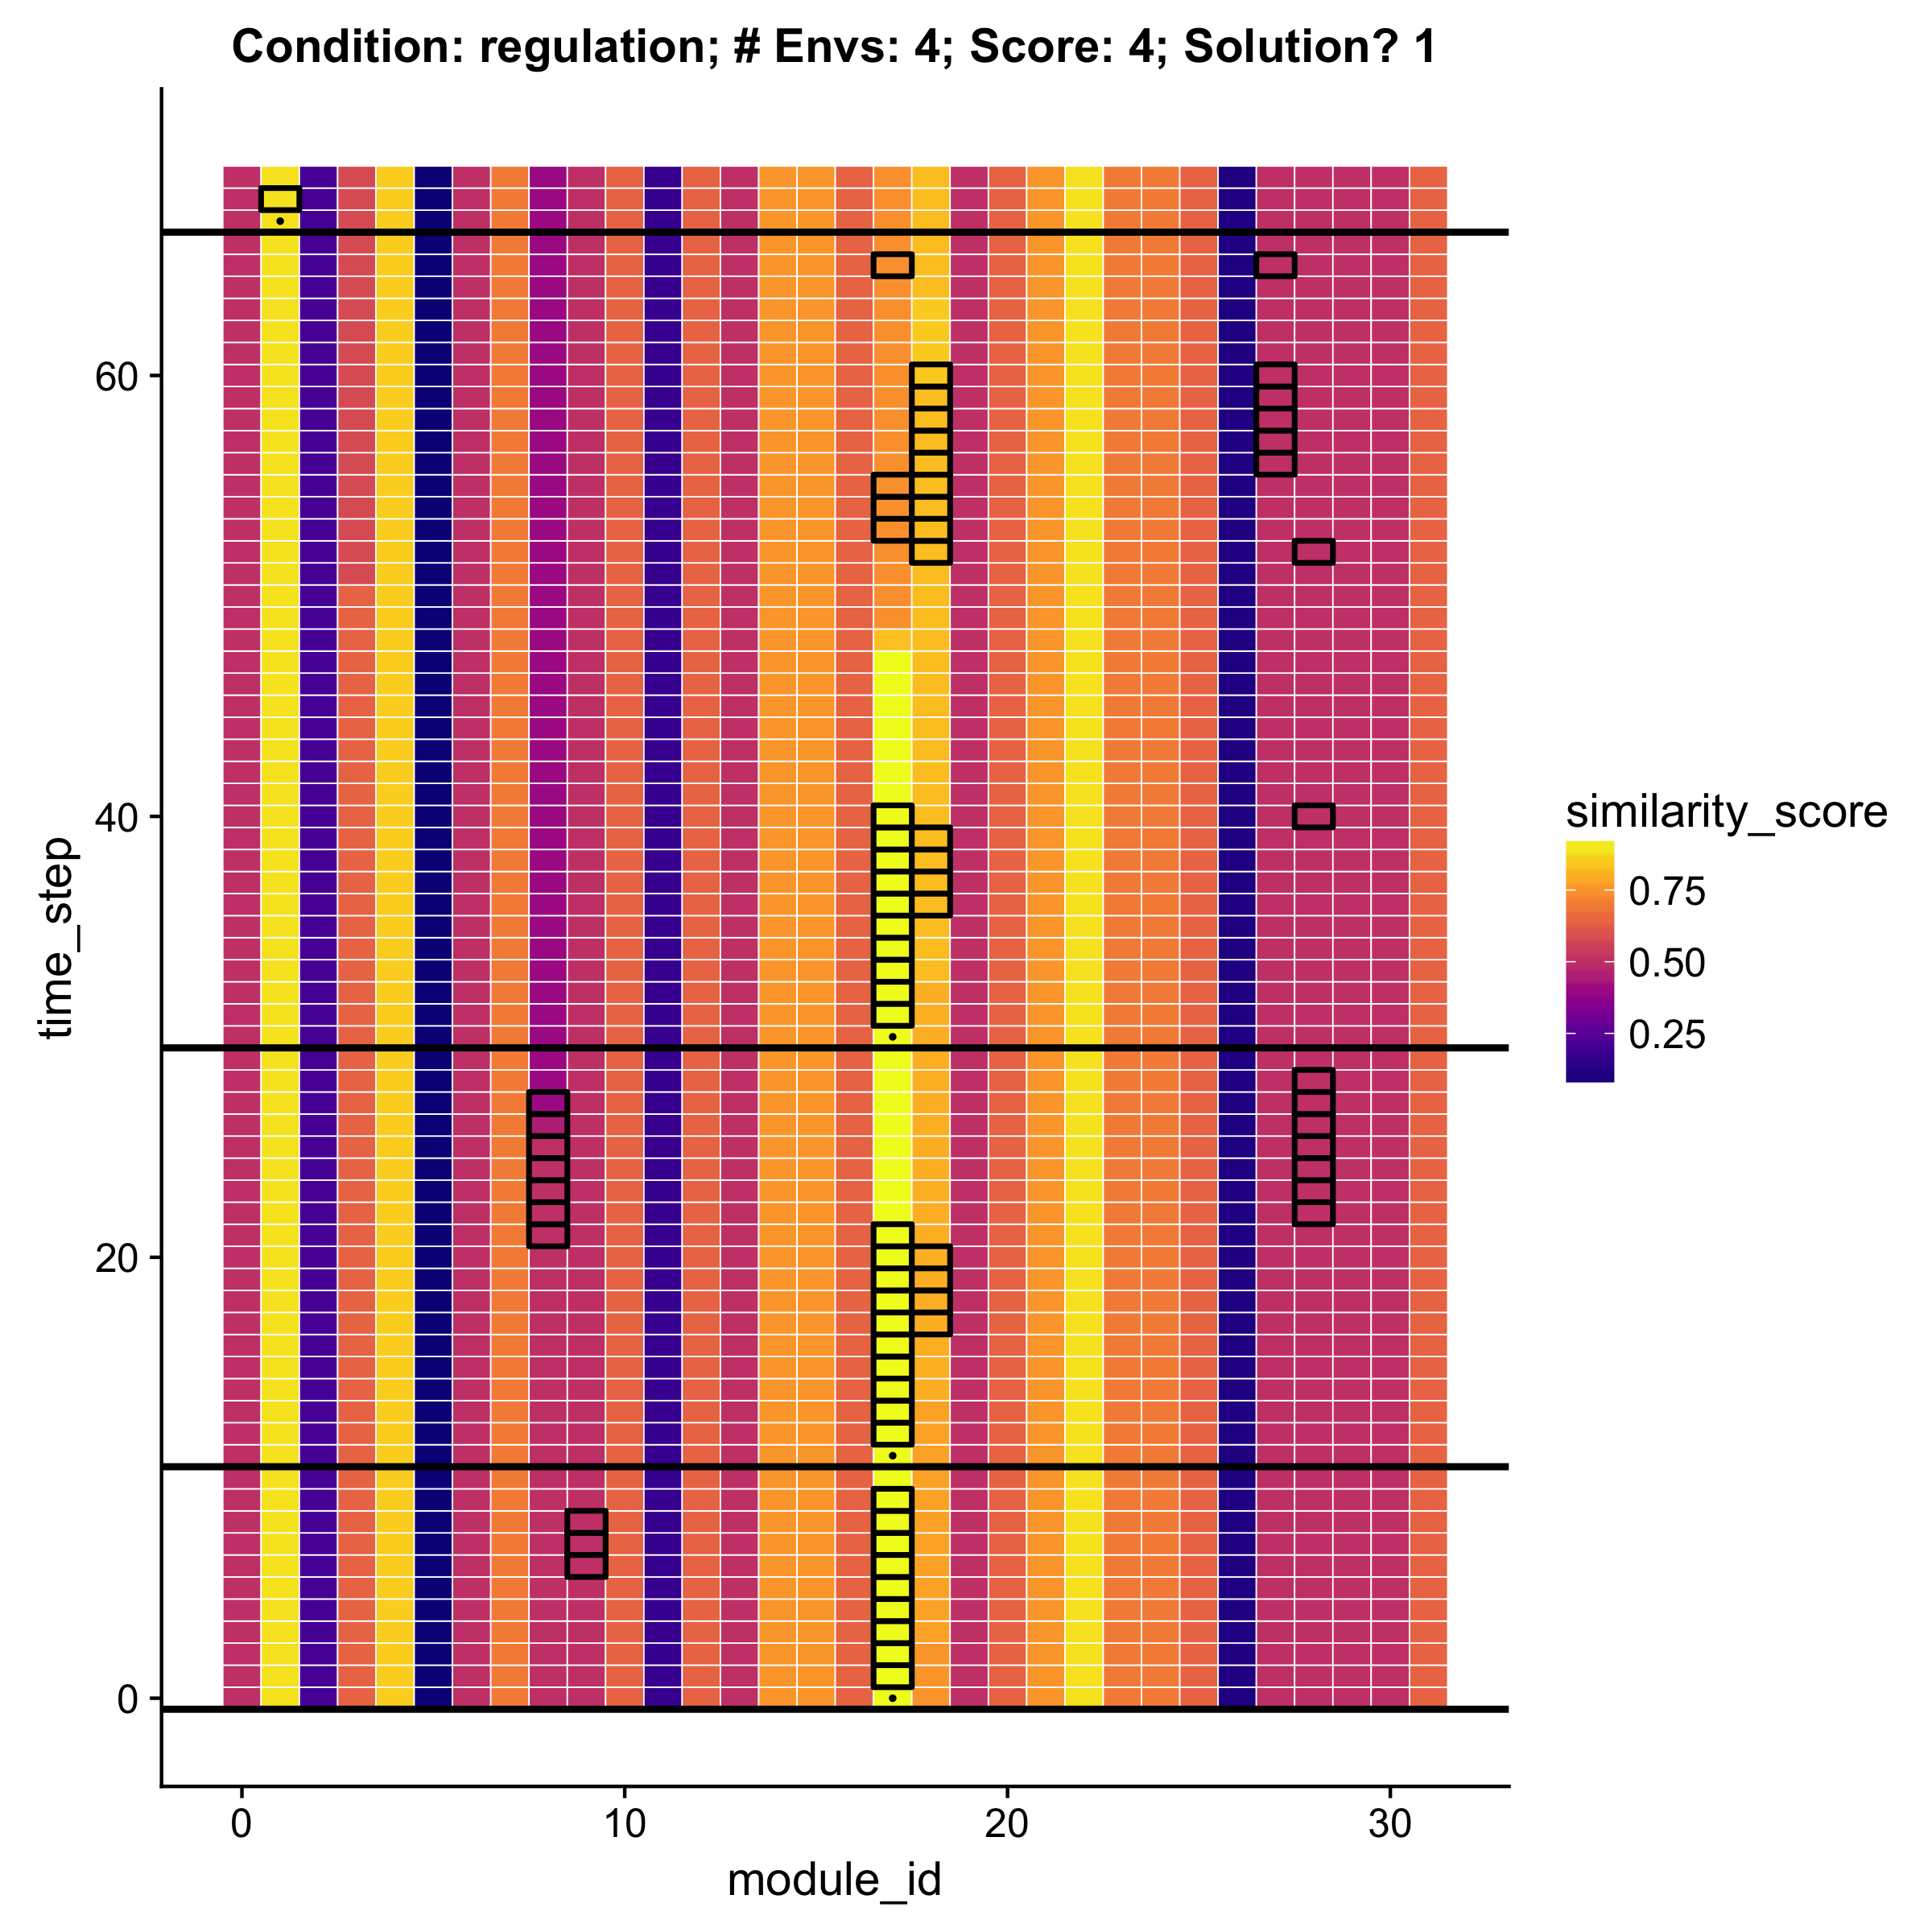 Condition: regulation; # Envs: 4; Score: 4; Solution? 1
time_step
60
40
20
0
0 10 20 30
module_id
similarity_score
0.75
0.50
0.25